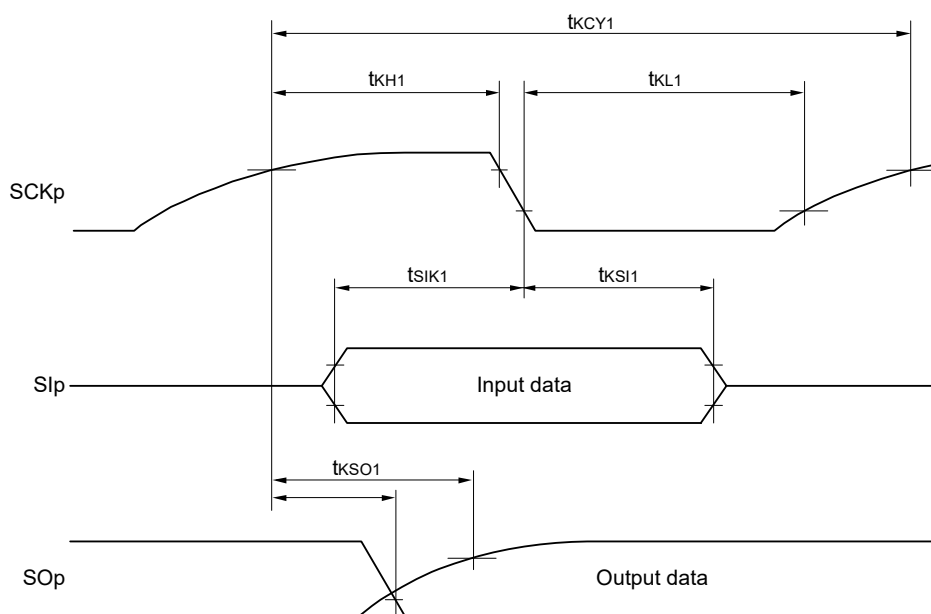 tKCY1
tKH1
tKL1
SCKp
tSIK1
tKSI1
SIp
Input data
tKSO1
SOp
Output data